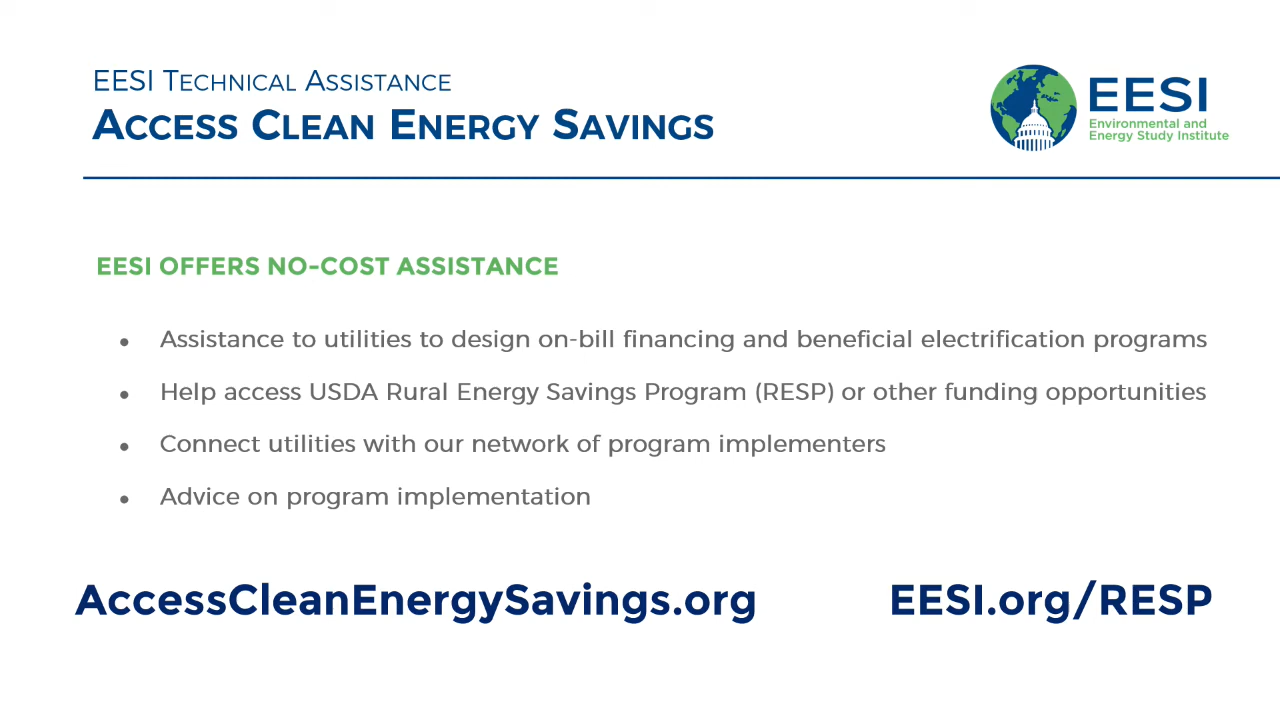 EESI TECHNICAL ASSISTANCE
ACCESS CLEAN ENERGY SAVINGS
EESI
Environmental and
Energy Study Institute
EESI OFFERS NO-COST ASSISTANCE
• Assistance to utilities to design on-bill financing and beneficial electrification programs
• Help access USDA Rural Energy Savings Program (RESP) or other funding opportunities
• Connect utilities with our network of program implementers
• Advice on program implementation
AccessCleanEnergySavings.org
EESI.org/RESP